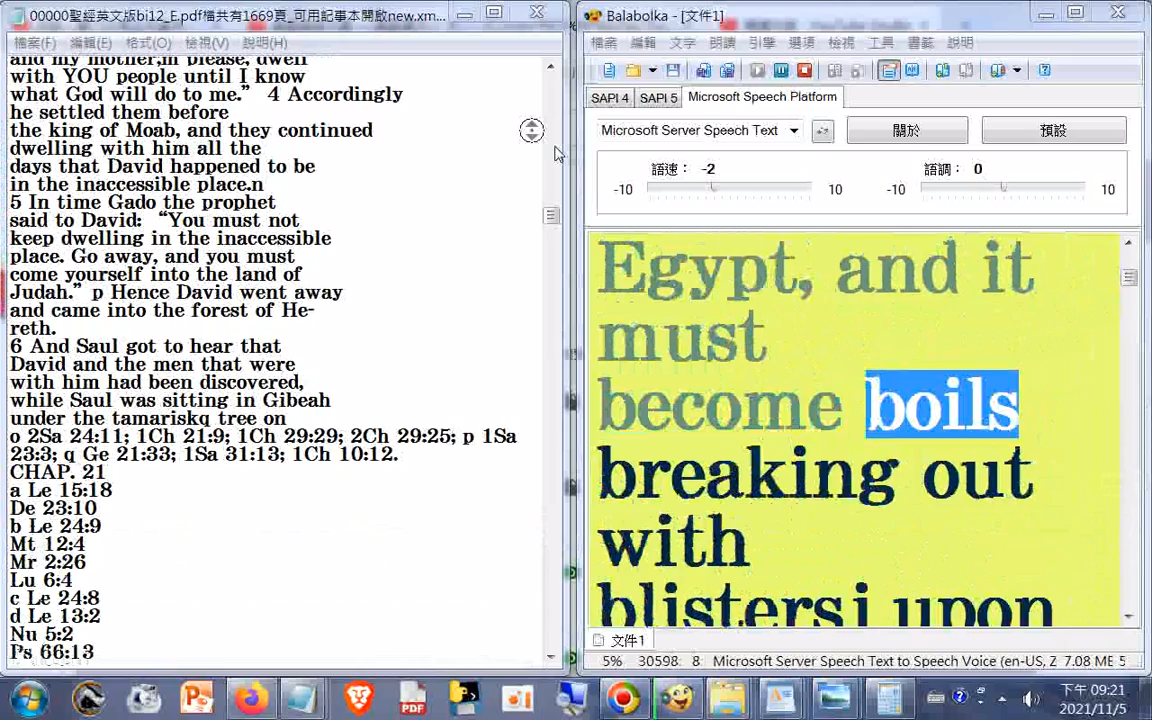 00000聖經英文版bi12_E.pdf檔共有1669頁_可用記事本開啟new.xm...
檔案(F) 編輯(E) 格式(O) 檢視(V) 說明(H)
and my mother,m please, dwell
with YOU people until I know
what God will do to me.” 4 Accordingly
he settled them before
the king of Moab, and they continued
dwelling with him all the
days that David happened to be
in the inaccessible place.n
5 In time Gado the prophet
said to David: “You must not
keep dwelling in the inaccessible
place. Go away, and you must
come yourself into the land of
Judah.” p Hence David went away
and came into the forest of He-
reth.
6 And Saul got to hear that
David and the men that were
with him had been discovered,
while Saul was sitting in Gibeah
under the tamariskq tree on
o 2Sa 24:11; 1Ch 21:9; 1Ch 29:29; 2Ch 29:25; p 1Sa
23:3; q Ge 21:33; 1Sa 31:13; 1Ch 10:12.
CHAP. 21
a Le 15:18
De 23:10
b Le 24:9
Mt 12:4
Mr 2:26
Lu 6:4
c Le 24:8
d Le 13:2
Nu 5:2
Ps 66:13
Balabolka - [文件1]
檔案 編輯 文字 朗讀 引擎 選項 檢視 工具 書籤 說明
SAPI 4 SAPI 5 Microsoft Speech Platform
Microsoft Server Speech Text 關於 預設
語速： -2 語調： 0
-10 10 -10 10
Egypt, and it
must
become boils
breaking out
with
blistersi upon
文件1
5% 30598 8 Microsoft Server Speech Text to Speech Voice (en-US, Z 7.08 ME 5
下午 09:21
2021/11/5